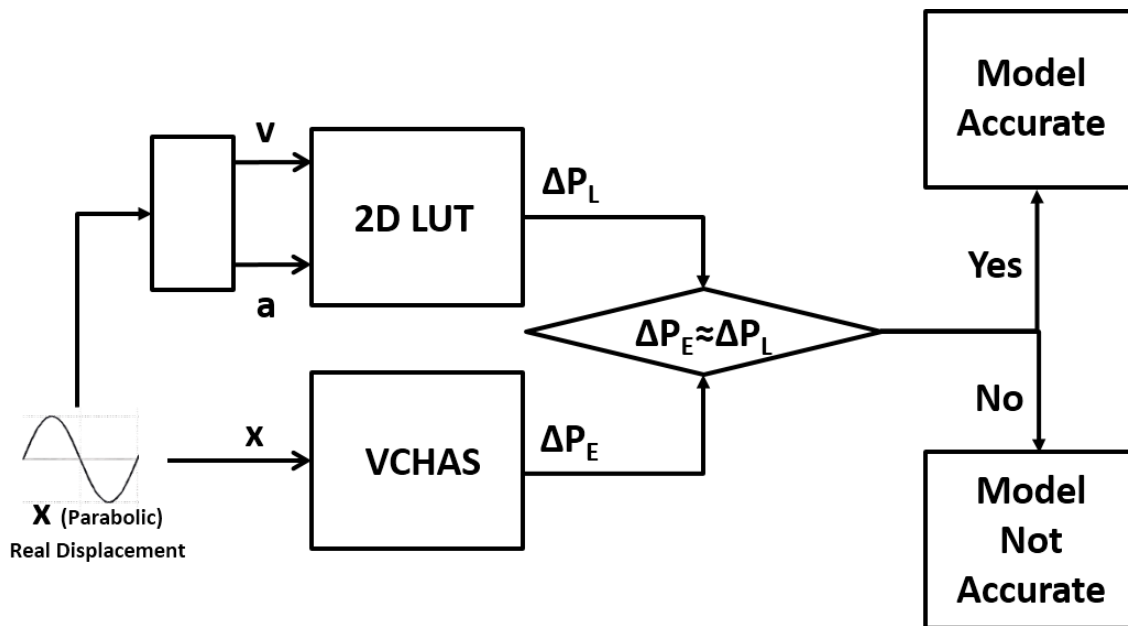 Model
Accurate
v
2D LUT
a
ΔP_L
Yes
ΔP_E≈ΔP_L
No
x
VCHAS
ΔP_E
x (Parabolic)
Real Displacement
Model
Not
Accurate